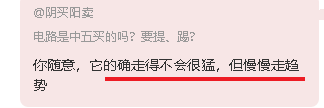 @阴买阳卖
电路是中五买的吗？要提、踢?
你随意，它的确走得不会很猛，但慢慢走趋
势